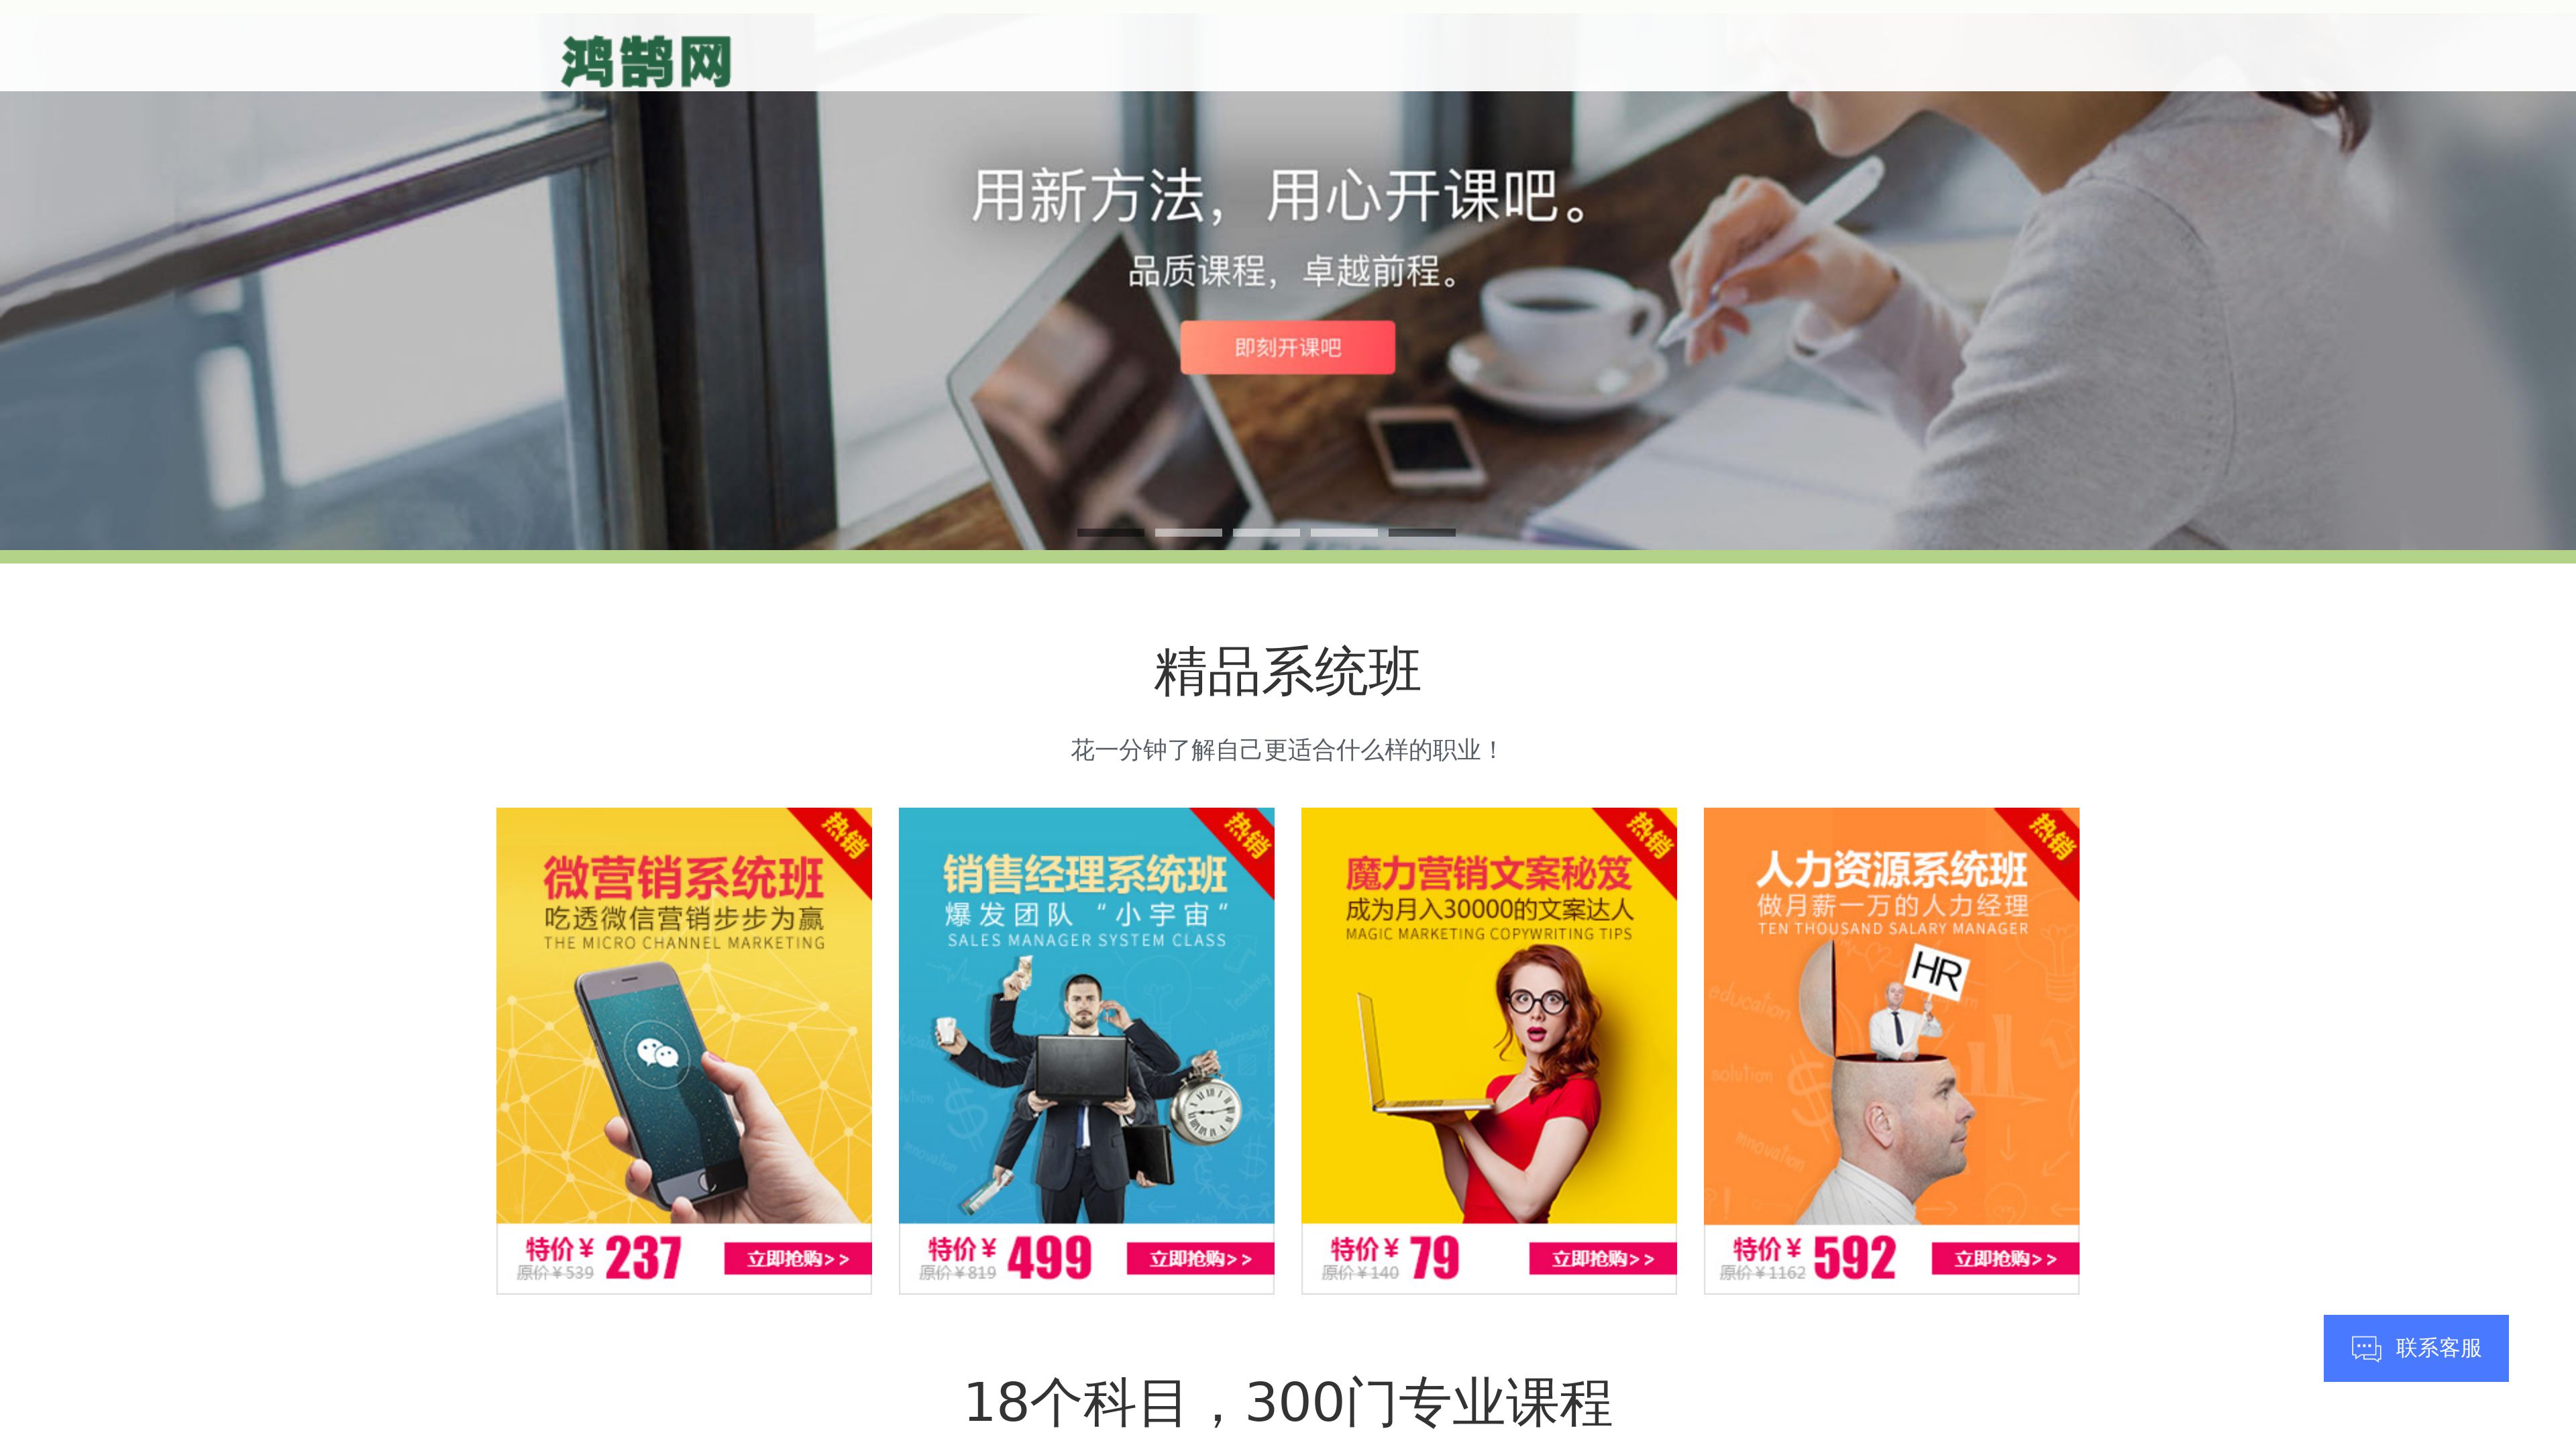 鸿鹄网
用新方法，用心开课吧。
品质课程，卓越前程。
即刻开课吧
精品系统班
花一分钟了解自己更适合什么样的职业！
热销
微营销系统班
吃透微信营销步步为赢
THE MICRO CHANNEL MARKETING
特价￥237
原价￥539
立即抢购>>
热销
销售经理系统班
爆发团队“小宇宙“
SALES MANAGER SYSTEM CLASS
特价￥499
原价￥819
立即抢购>>
热销
魔力营销文案秘笈
成为月入30000的文案达人
MAGIC MARKETING COPYWRITING TIPS
特价￥79
原价￥140
立即抢购>>
热销
人力资源系统班
做月薪一万的人力经理
TEN THOUSAND SALARY MANAGER
HR
education
solution
innovation
特价￥592
原价￥1162
立即抢购>>
联系客服
18个科目，300门专业课程